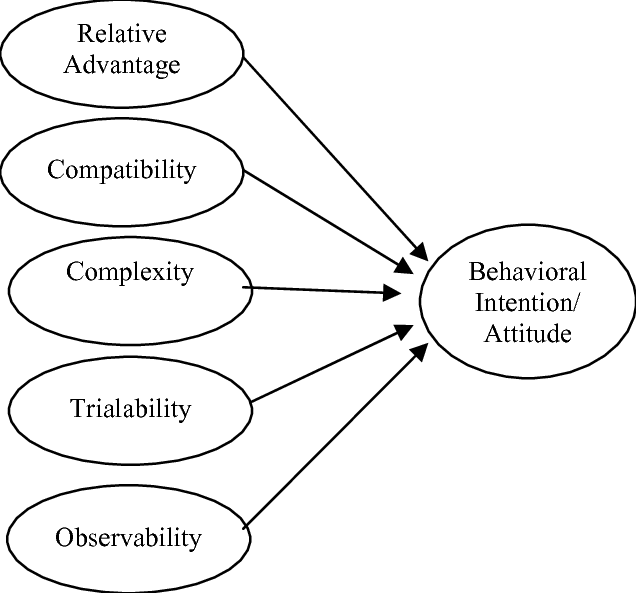 Relative
Advantage
Compatibility
Complexity
Trialability
Observability
Behavioral
Intention/
Attitude